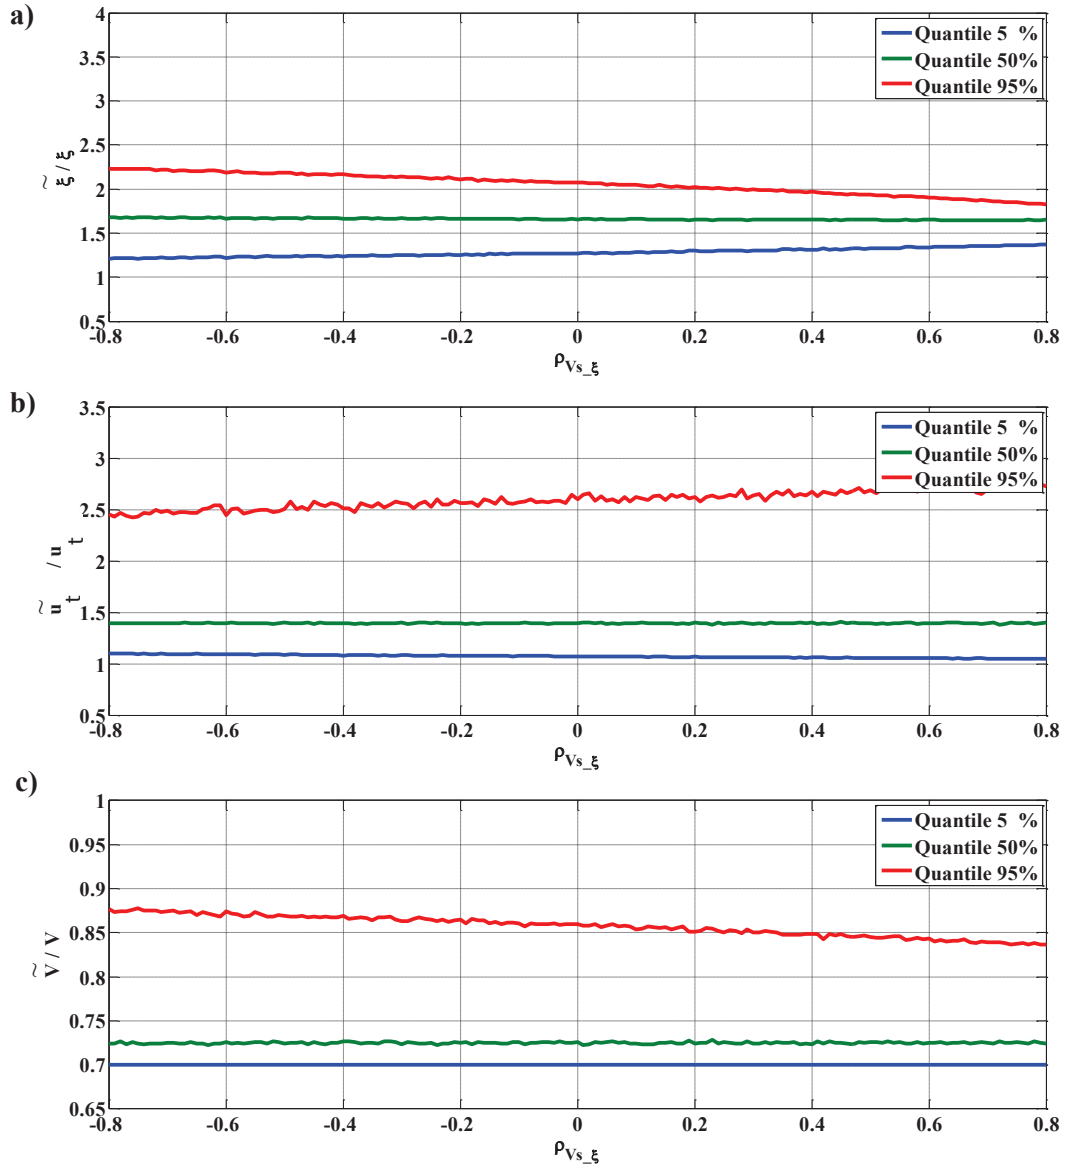 a)
4
3.5
3
2.5
2
1.5
1
0.5
ξ̃ / ξ
Quantile 5 %
Quantile 50%
Quantile 95%
-0.8 -0.6 -0.4 -0.2 0 0.2 0.4 0.6 0.8
ρVs_ξ
b)
3.5
3
2.5
2
1.5
1
0.5
ũt / ut
Quantile 5 %
Quantile 50%
Quantile 95%
-0.8 -0.6 -0.4 -0.2 0 0.2 0.4 0.6 0.8
ρVs_ξ
c)
1
0.95
0.9
0.85
0.8
0.75
0.7
0.65
Ṽ / V
Quantile 5 %
Quantile 50%
Quantile 95%
-0.8 -0.6 -0.4 -0.2 0 0.2 0.4 0.6 0.8
ρVs_ξ